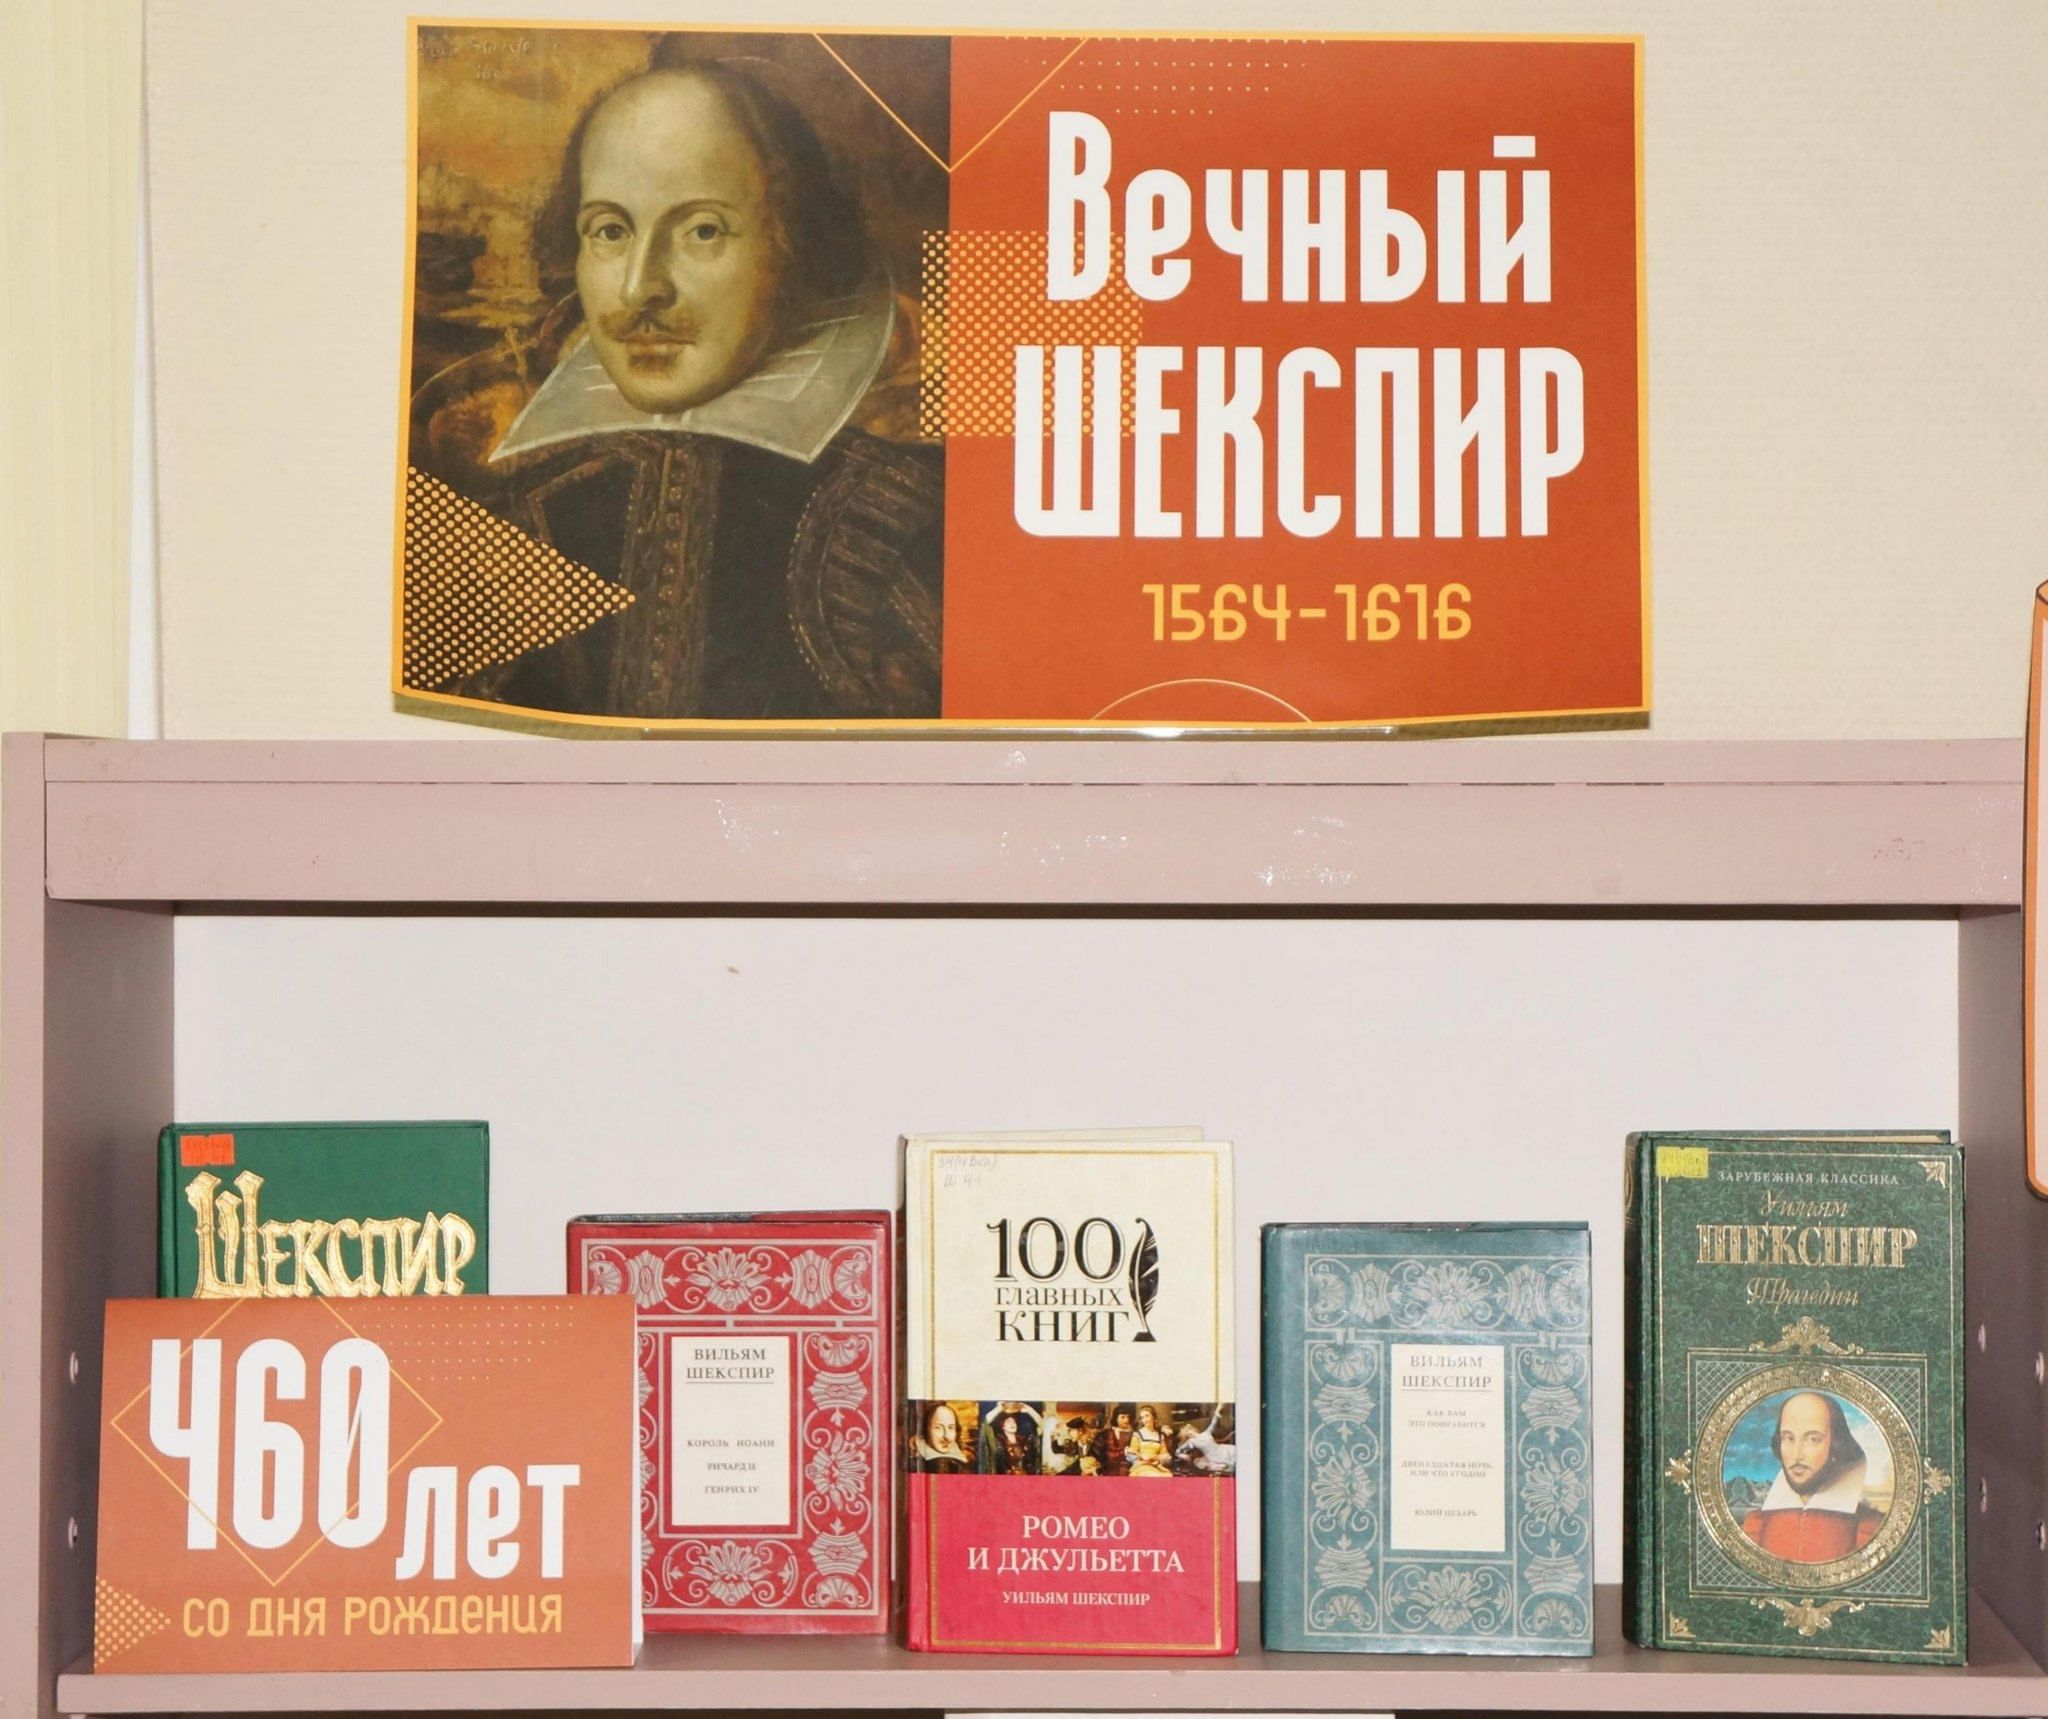 Вечный
ШЕКСПИР
1564-1616
ШЕКСПИР
460 лет
со дня рождения
ВИЛЬЯМ
ШЕКСПИР
КОРОЛЬ ИОАНН
РИЧАРД II
ГЕНРИХ IV
100
главных
КНИГ
РОМЕО
И ДЖУЛЬЕТТА
УИЛЬЯМ ШЕКСПИР
ВИЛЬЯМ
ШЕКСПИР
КАК ВАМ
ЭТО ПОНРАВИТСЯ
ДВЕНАДЦАТАЯ НОЧЬ,
ИЛИ ЧТО УГОДНО
ЮЛИЙ ЦЕЗАРЬ
ЗАРУБЕЖНАЯ КЛАССИКА
Уильям
ШЕКСПИР
Трагедии